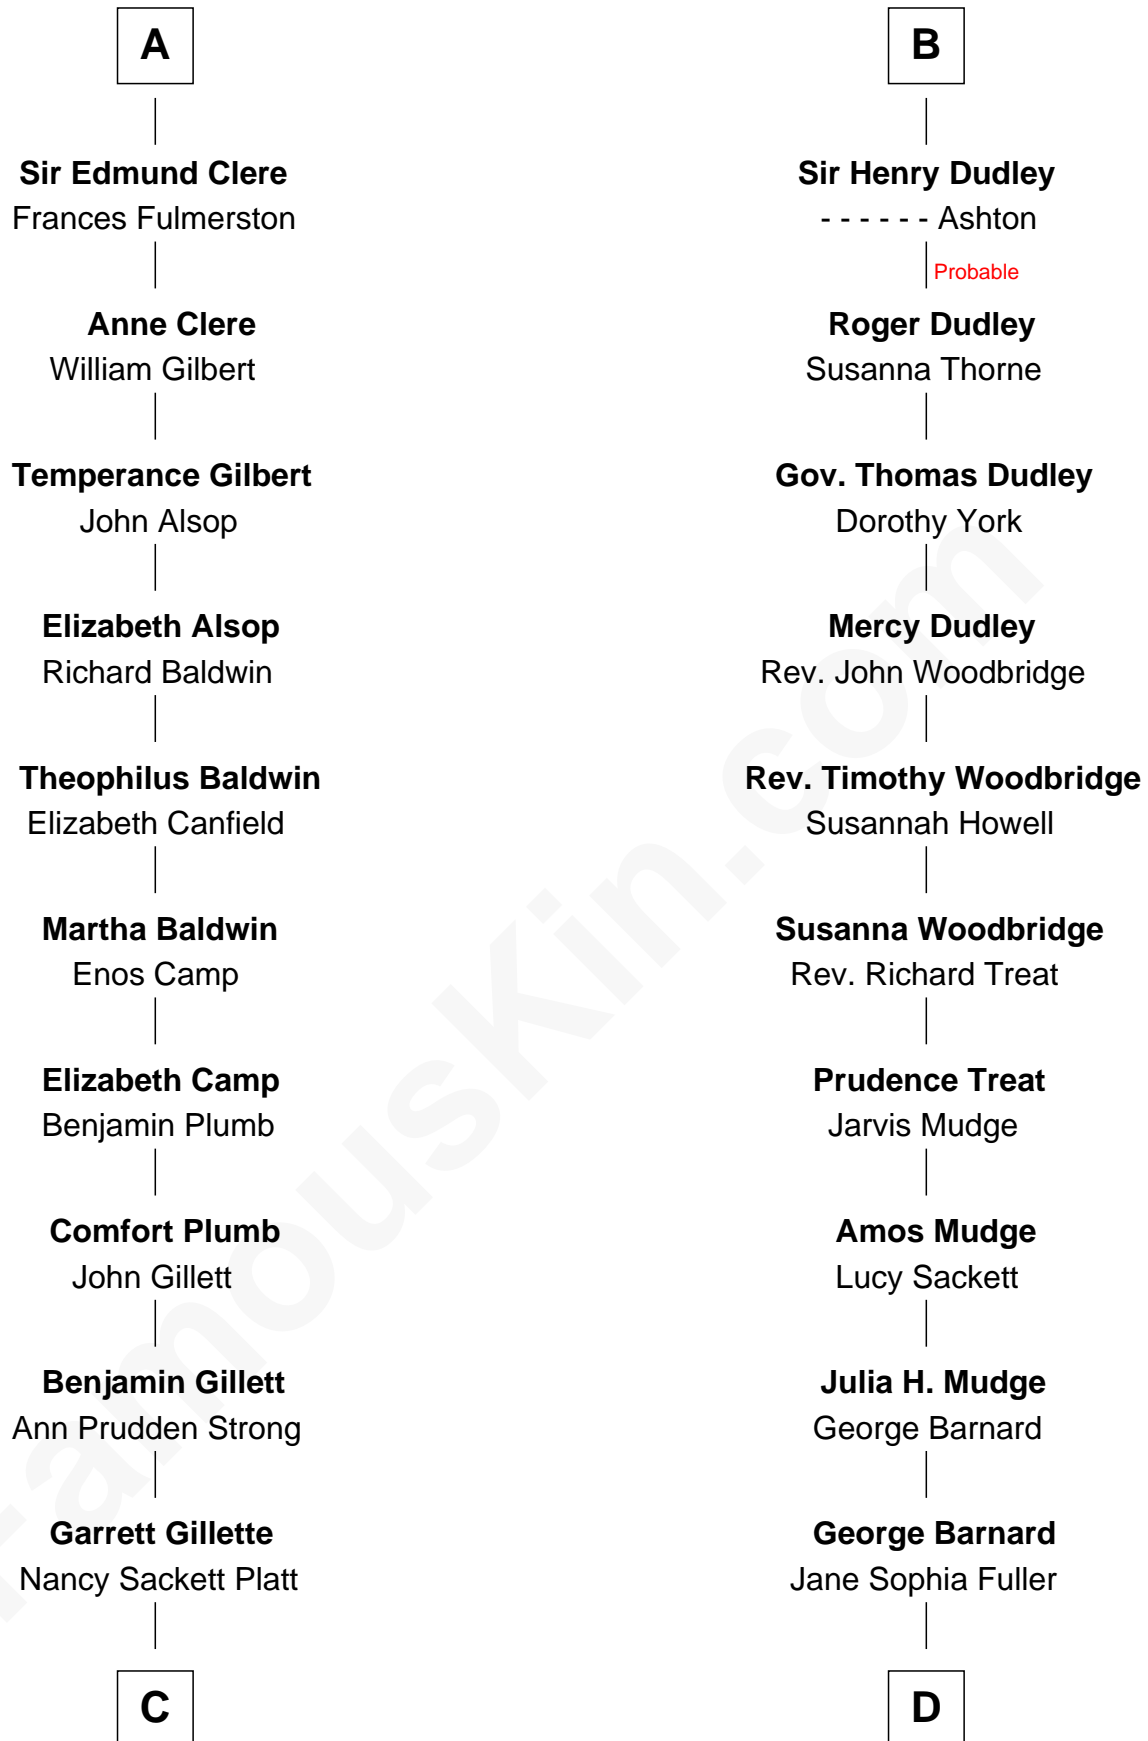 A
Sir Edmund Clere
Frances Fulmerston
Anne Clere
William Gilbert
Temperance Gilbert
John Alsop
Elizabeth Alsop
Richard Baldwin
Theophilus Baldwin
Elizabeth Canfield
Martha Baldwin
Enos Camp
Elizabeth Camp
Benjamin Plumb
Comfort Plumb
John Gillett
Benjamin Gillett
Ann Prudden Strong
Garrett Gillette
Nancy Sackett Platt
C
B
Sir Henry Dudley
- - - - - - Ashton
Probable
Roger Dudley
Susanna Thorne
Gov. Thomas Dudley
Dorothy York
Mercy Dudley
Rev. John Woodbridge
Rev. Timothy Woodbridge
Susannah Howell
Susanna Woodbridge
Rev. Richard Treat
Prudence Treat
Jarvis Mudge
Amos Mudge
Lucy Sackett
Julia H. Mudge
George Barnard
George Barnard
Jane Sophia Fuller
D
FamousKin.com